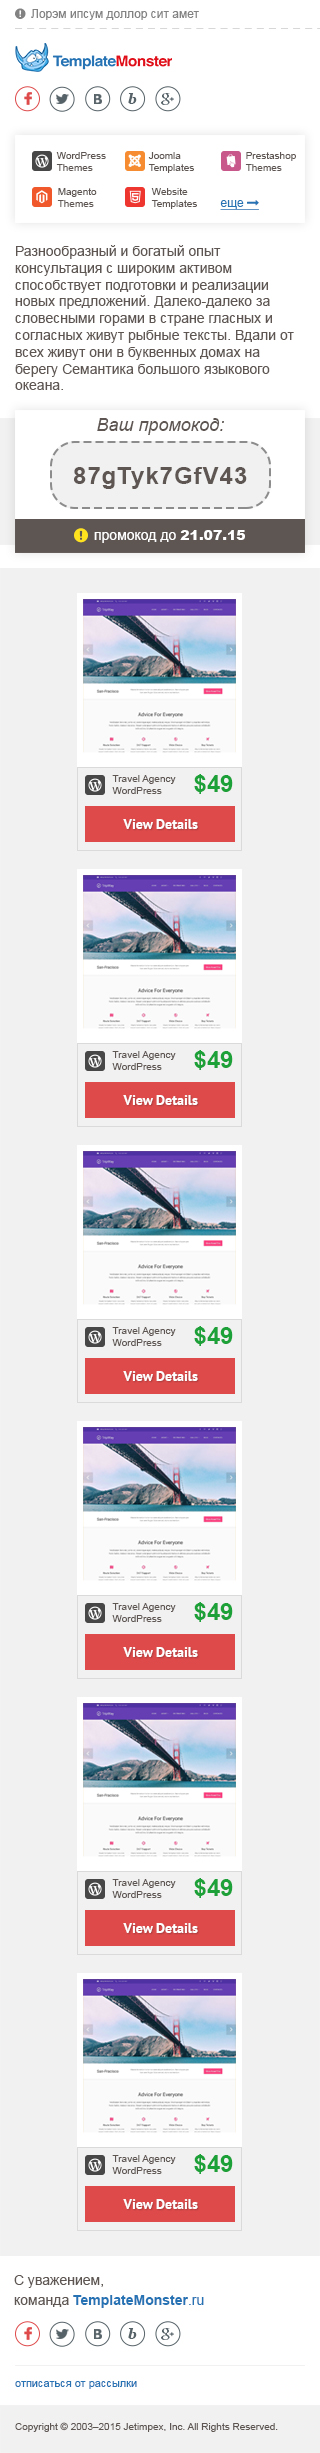 Лорэм ипсум доллор сит амет
TemplateMonster
WordPress Themes
Joomla Templates
Prestashop Themes
Magento Themes
Website Templates
еще
Разнообразный и богатый опыт
консультация с широким активом
способствует подготовки и реализации
новых предложений. Далеко-далеко за
словесными горами в стране гласных и
согласных живут рыбные тексты. Вдали от
всех живут они в буквенных домах на
берегу Семантика большого языкового
океана.
Ваш промокод:
87gTyk7GfV43
промокод до 21.07.15
San-Francisco
Advice For Everyone
Travel Agency
WordPress
$49
View Details
San-Francisco
Advice For Everyone
Travel Agency
WordPress
$49
View Details
San-Francisco
Advice For Everyone
Travel Agency
WordPress
$49
View Details
San-Francisco
Advice For Everyone
Travel Agency
WordPress
$49
View Details
San-Francisco
Advice For Everyone
Travel Agency
WordPress
$49
View Details
San-Francisco
Advice For Everyone
Travel Agency
WordPress
$49
View Details
С уважением,
команда TemplateMonster.ru
отписаться от рассылки
Copyright © 2003–2015 Jetimpex, Inc. All Rights Reserved.